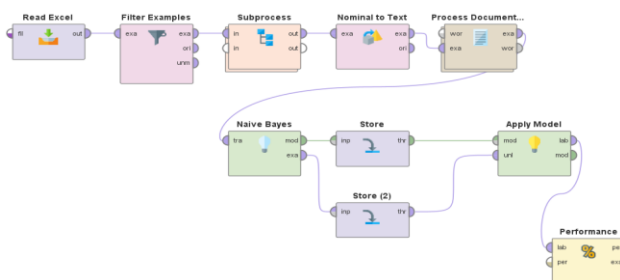 Read Excel
fil
out
Filter Examples
exa
exa
ori
unm
Subprocess
in
out
in
out
Nominal to Text
exa
exa
ori
Process Document...
wor
exa
exa
wor
Naive Bayes
tra
mod
exa
Store
inp
thr
Apply Model
mod
lab
unl
mod
Store (2)
inp
thr
Performance
lab
per
per
exa